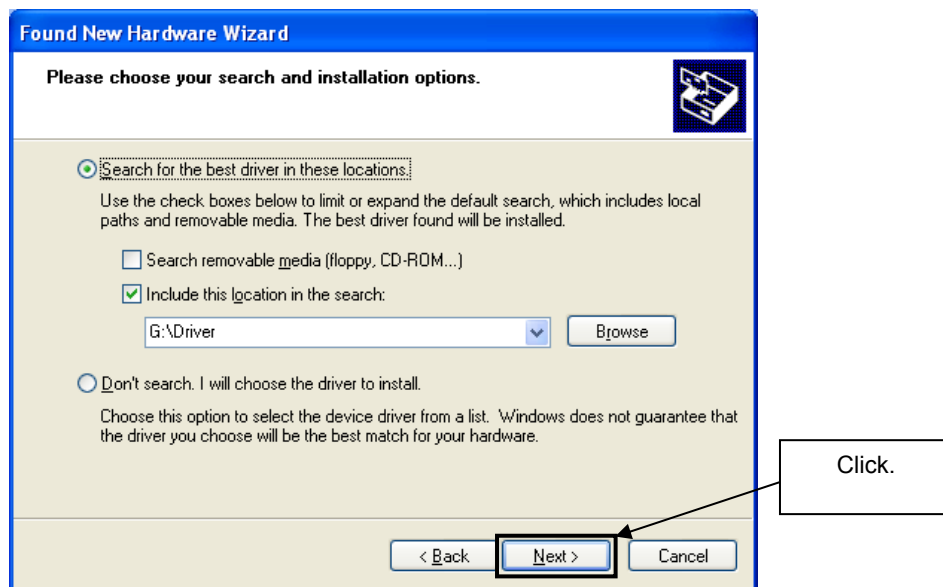 Found New Hardware Wizard
Please choose your search and installation options.
Search for the best driver in these locations.
Use the check boxes below to limit or expand the default search, which includes local
paths and removable media. The best driver found will be installed.
Search removable media (floppy, CD-ROM...)
Include this location in the search:
G:\Driver
Browse
Don't search. I will choose the driver to install.
Choose this option to select the device driver from a list. Windows does not guarantee that
the driver you choose will be the best match for your hardware.
Click.
< Back
Next >
Cancel